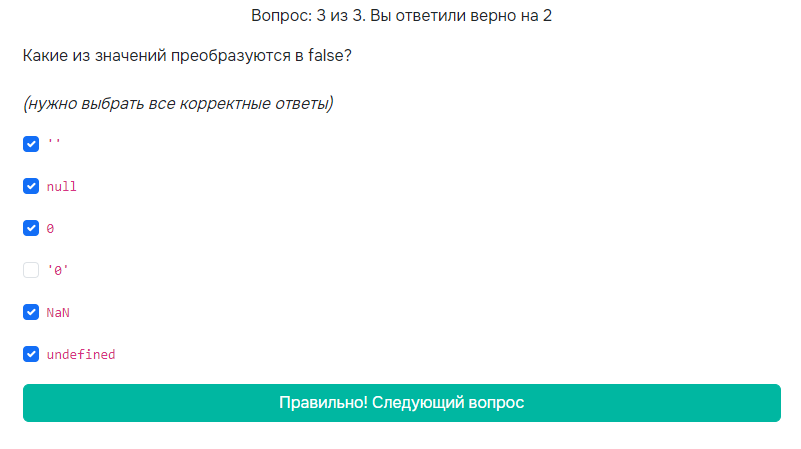 Вопрос: 3 из 3. Вы ответили верно на 2
Какие из значений преобразуются в false?
(нужно выбрать все корректные ответы)
''
null
0
'0'
NaN
undefined
Правильно! Следующий вопрос